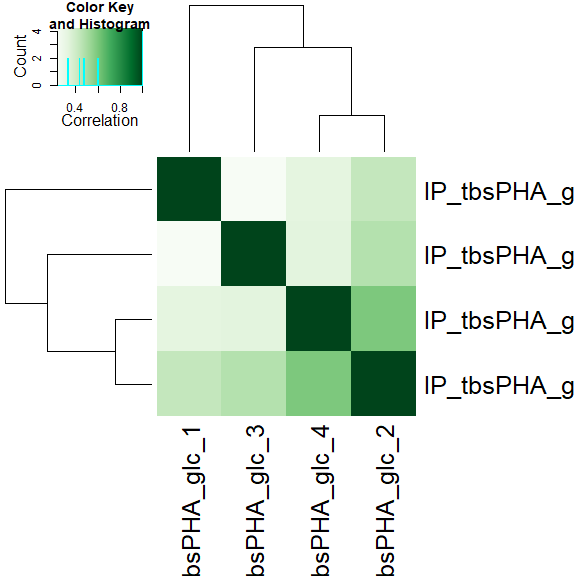 Color Key
and Histogram
Count
0 2 4
0.4 0.8
Correlation
IP_tbsPHA_g
IP_tbsPHA_g
IP_tbsPHA_g
IP_tbsPHA_g
bsPHA_glc_1
bsPHA_glc_3
bsPHA_glc_4
bsPHA_glc_2